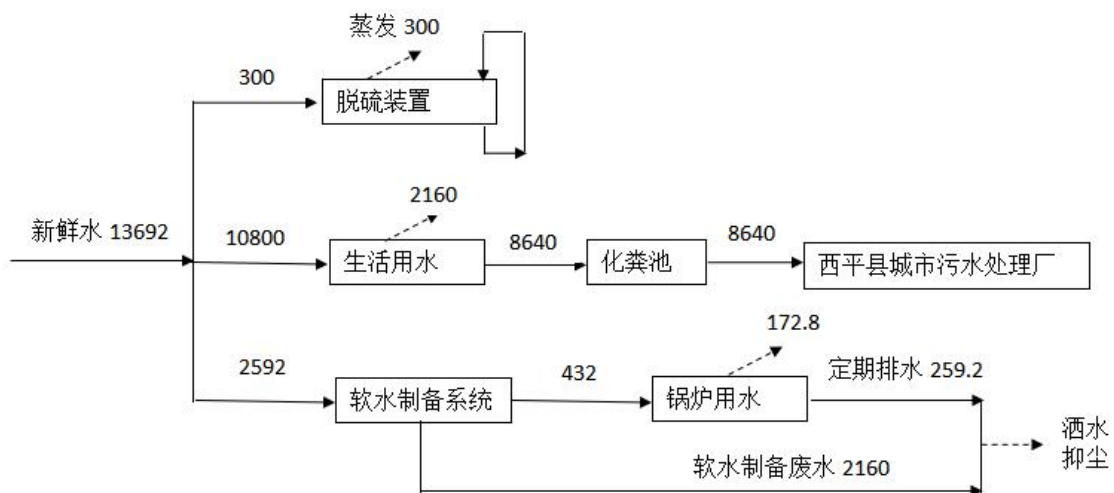 蒸发 300
300
脱硫装置
2160
新鲜水 13692
10800
生活用水
8640
化粪池
8640
西平县城市污水处理厂
172.8
2592
软水制备系统
432
锅炉用水
定期排水 259.2
洒水
抑尘
软水制备废水 2160